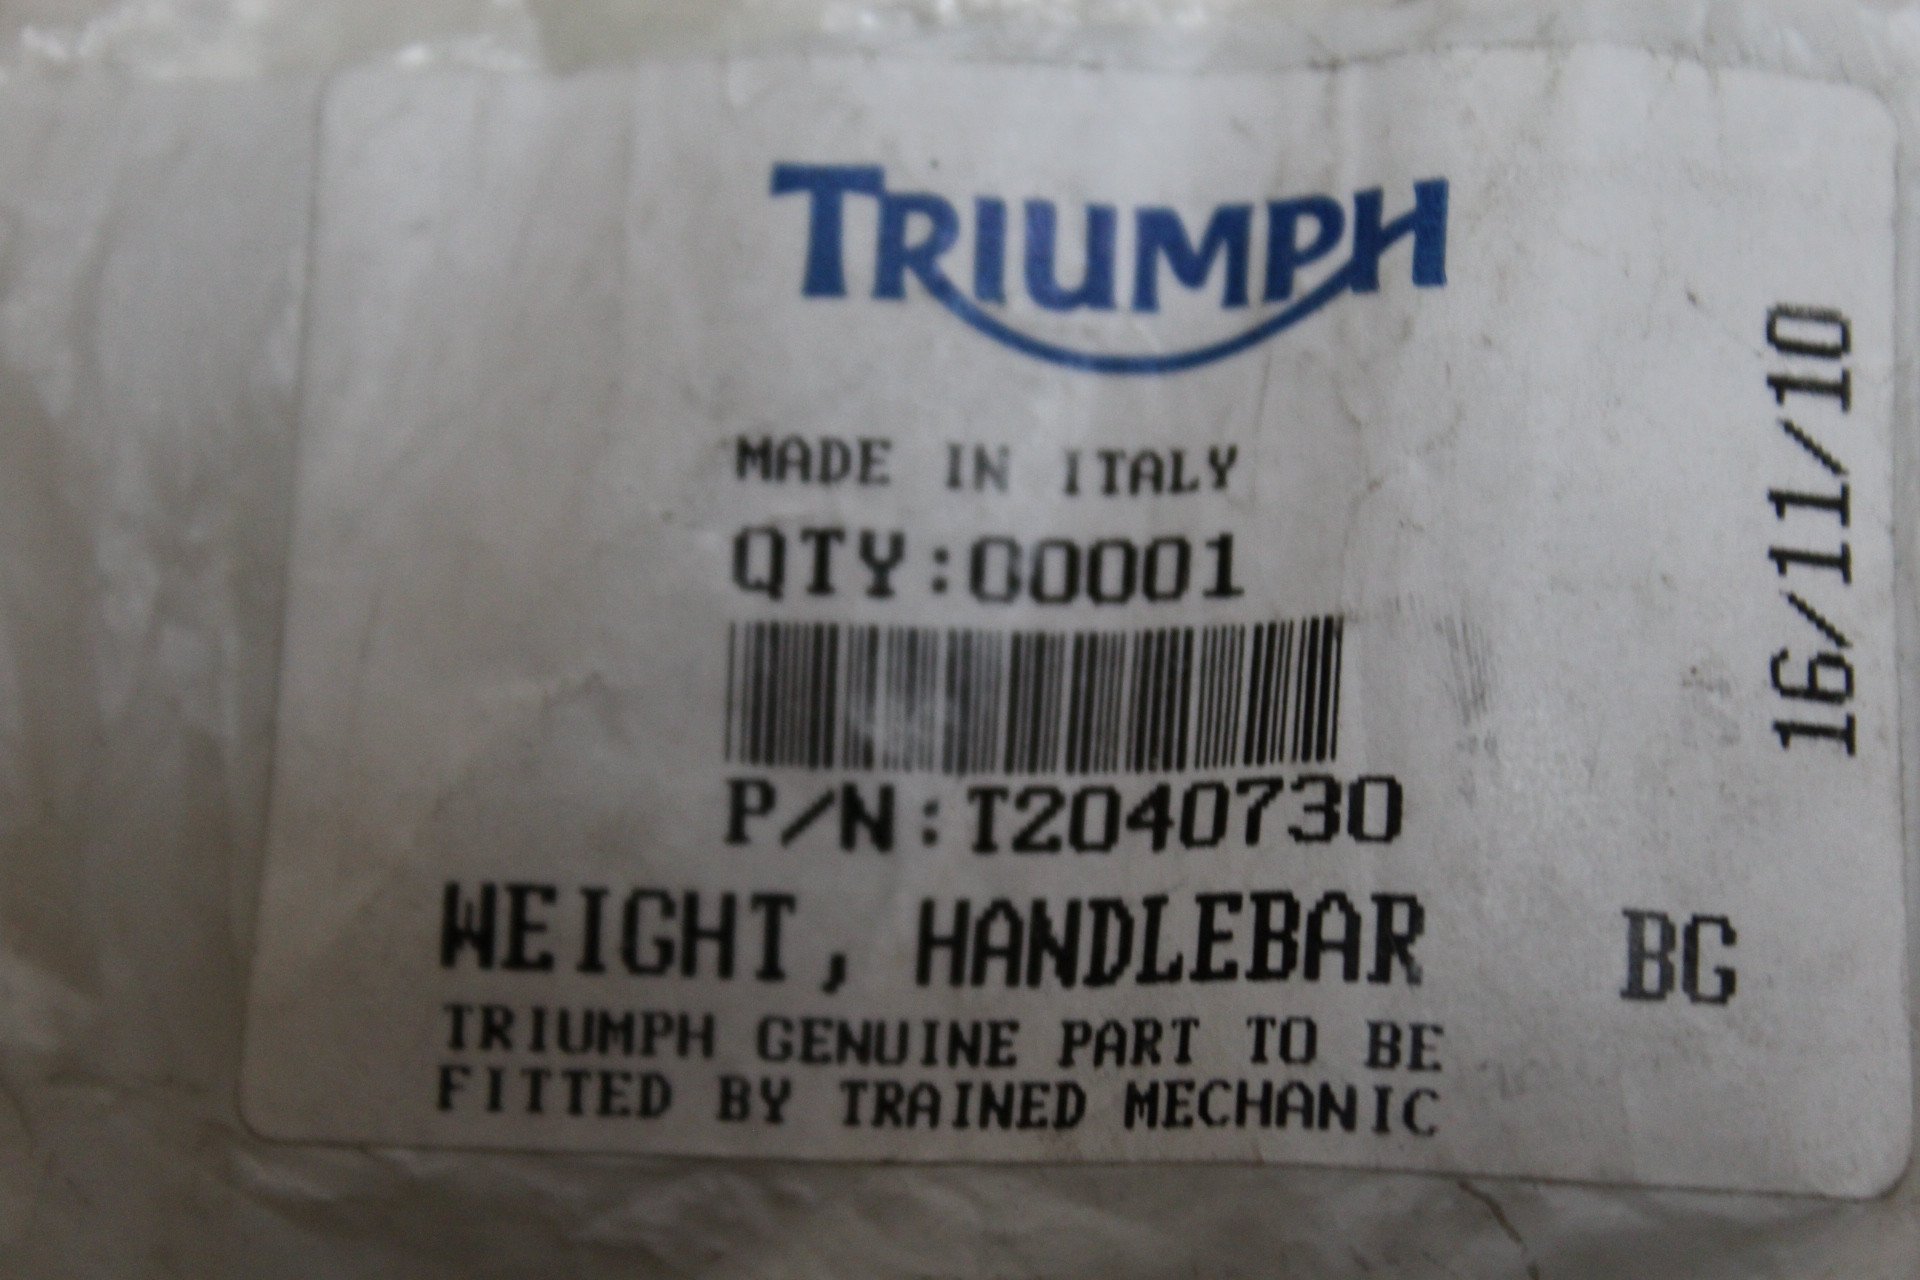 TRIUMPH
MADE IN ITALY
QTY:00001
P/N:T2040730
WEIGHT, HANDLEBAR BG
TRIUMPH GENUINE PART TO BE
FITTED BY TRAINED MECHANIC
16/11/10